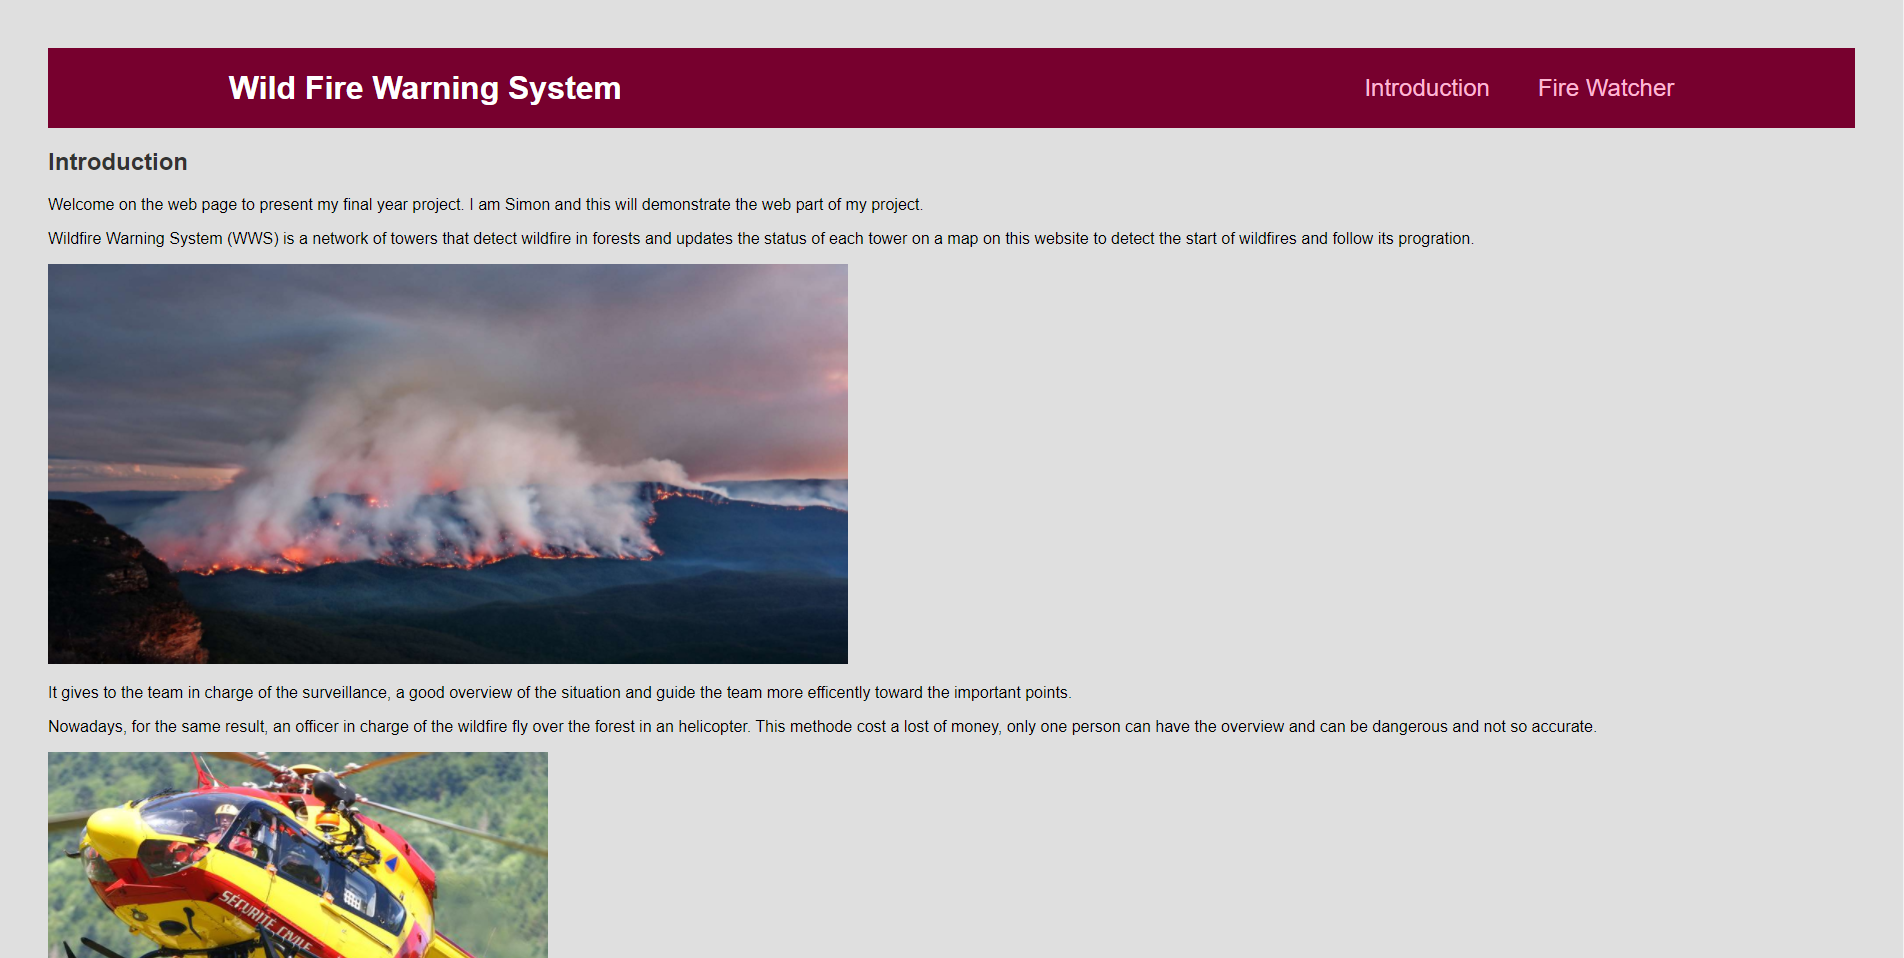 Wild Fire Warning System
Introduction
Fire Watcher
Introduction
Welcome on the web page to present my final year project. I am Simon and this will demonstrate the web part of my project.
Wildfire Warning System (WWS) is a network of towers that detect wildfire in forests and updates the status of each tower on a map on this website to detect the start of wildfires and follow its progration.
It gives to the team in charge of the surveillance, a good overview of the situation and guide the team more efficently toward the important points.
Nowadays, for the same result, an officer in charge of the wildfire fly over the forest in an helicopter. This methode cost a lost of money, only one person can have the overview and can be dangerous and not so accurate.
SÉCURITÉ CIVILE